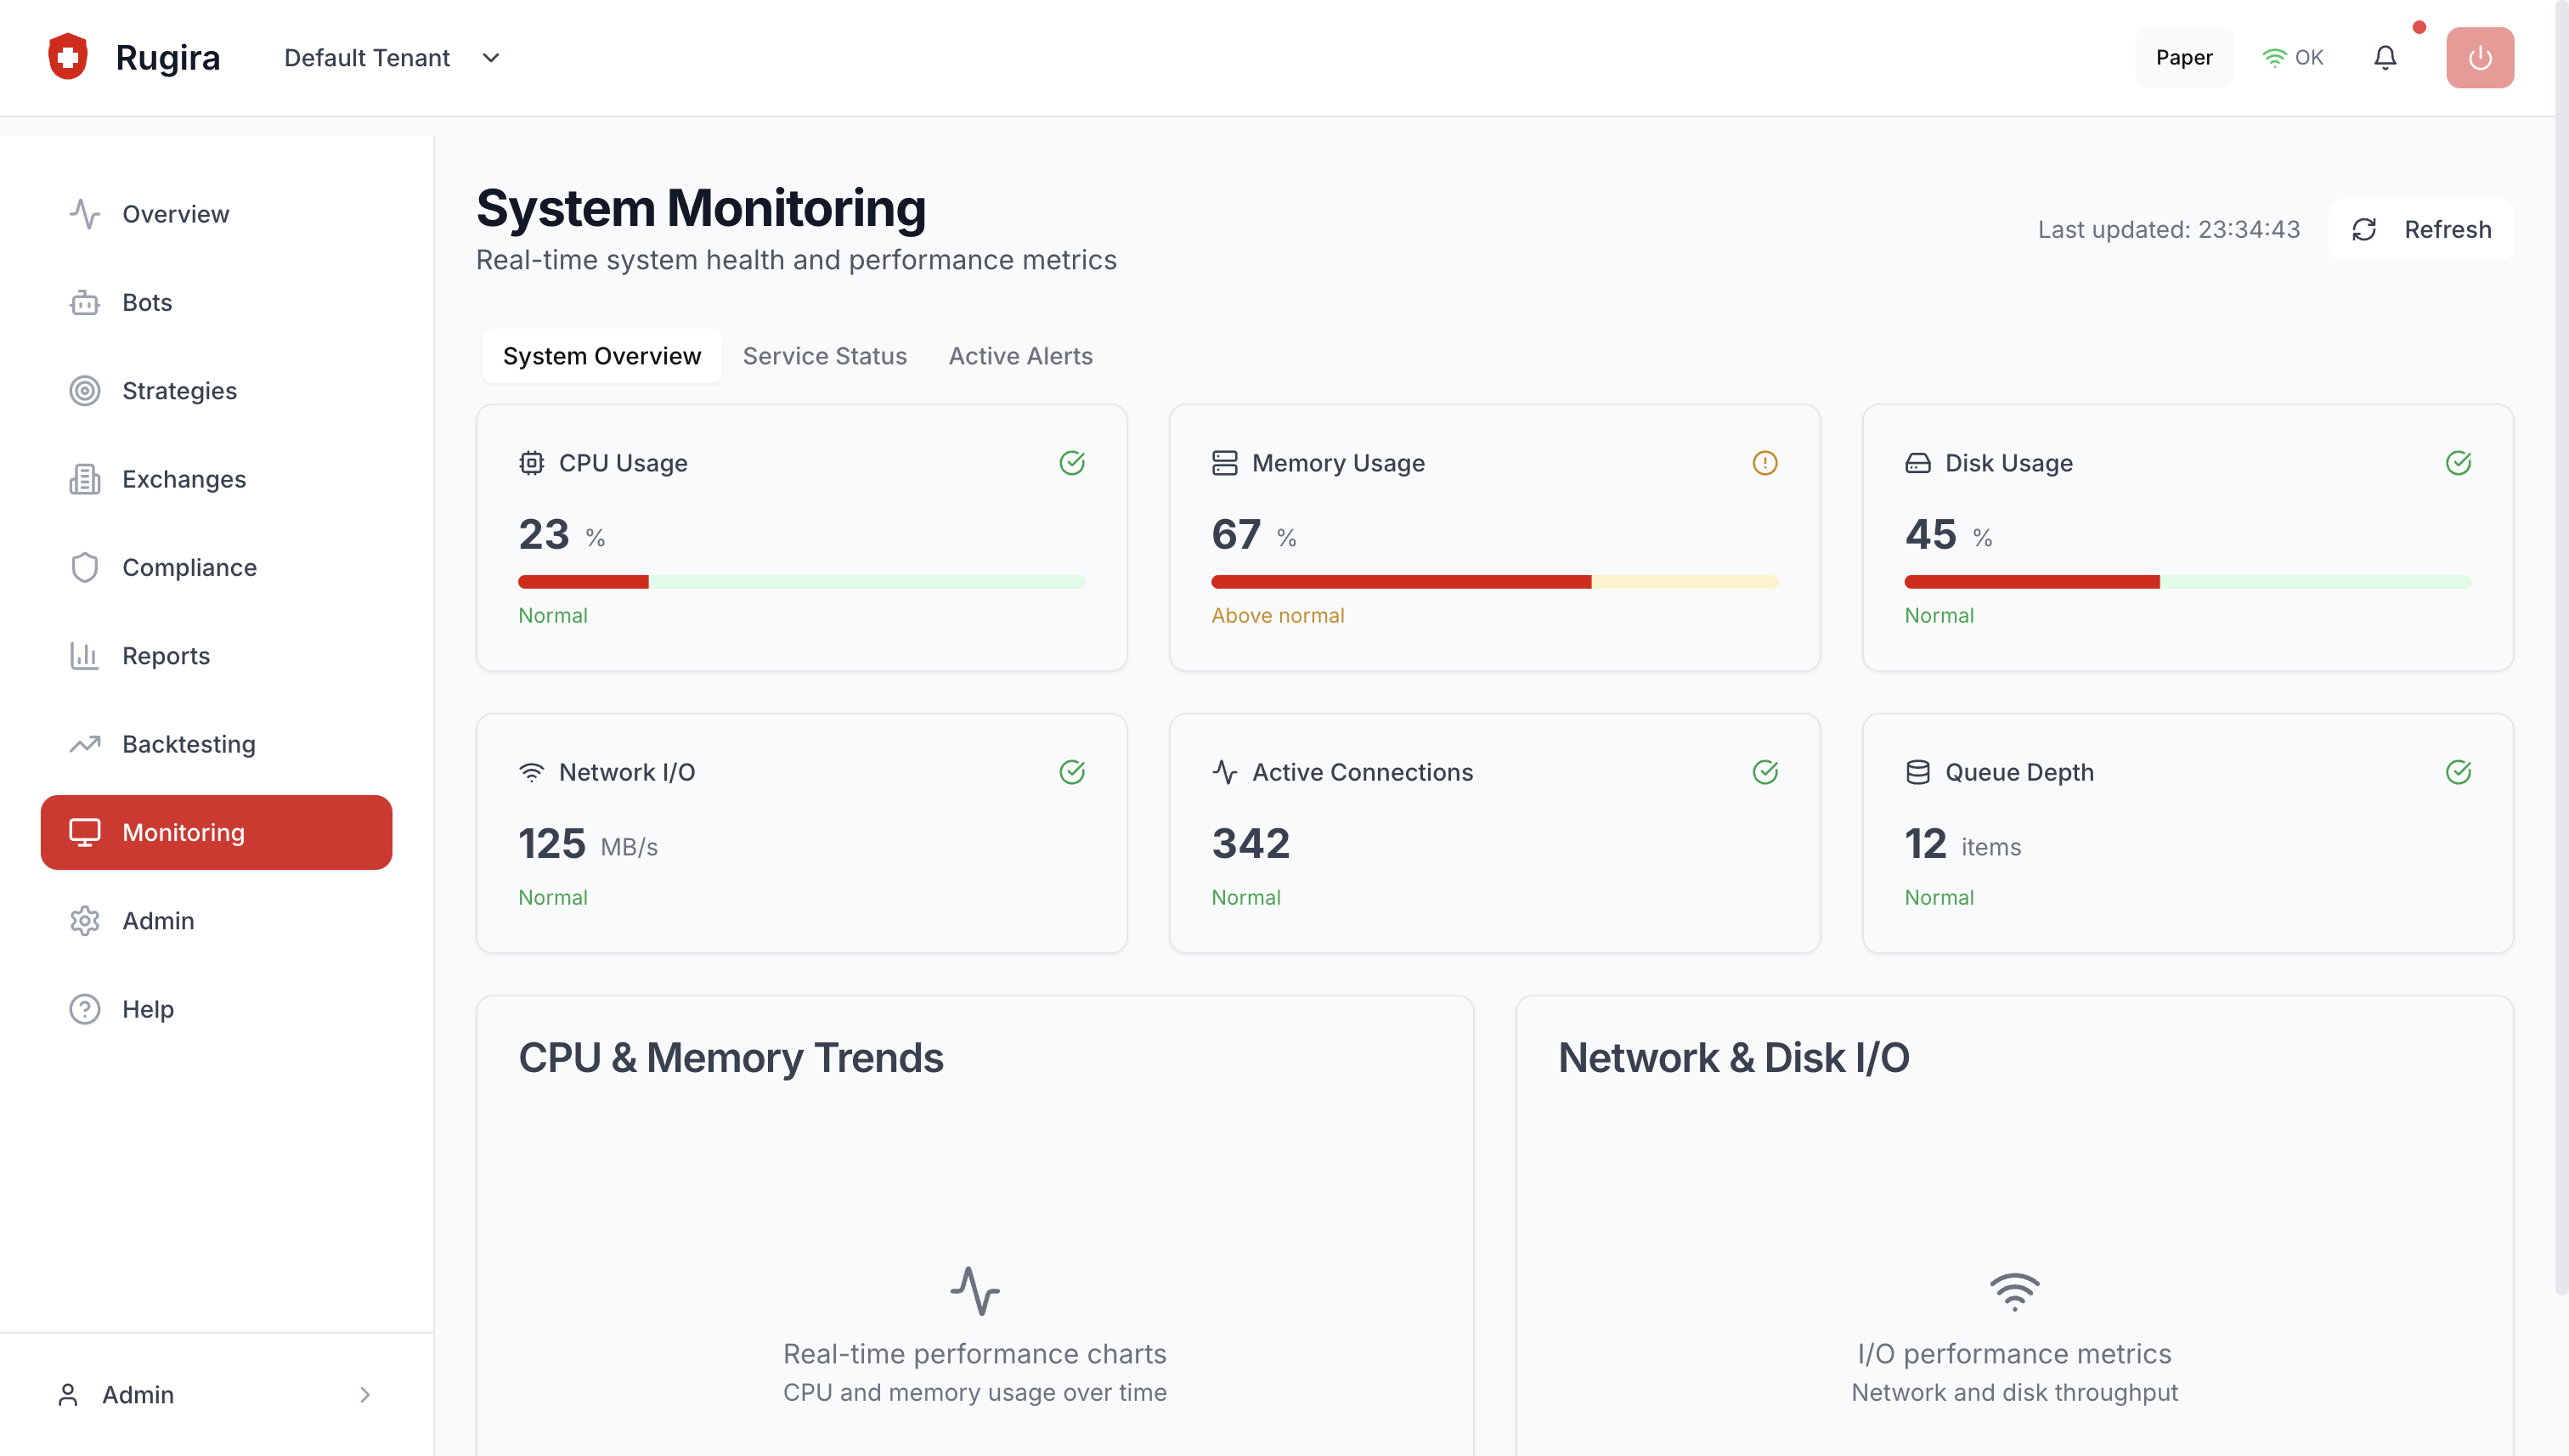 Rugira
Default Tenant
Paper
OK
Overview
Bots
Strategies
Exchanges
Compliance
Reports
Backtesting
Monitoring
Admin
Help
Admin
System Monitoring
Real-time system health and performance metrics
Last updated: 23:34:43
Refresh
System Overview
Service Status
Active Alerts
CPU Usage
23 %
Normal
Memory Usage
67 %
Above normal
Disk Usage
45 %
Normal
Network I/O
125 MB/s
Normal
Active Connections
342
Normal
Queue Depth
12 items
Normal
CPU & Memory Trends
Real-time performance charts
CPU and memory usage over time
Network & Disk I/O
I/O performance metrics
Network and disk throughput